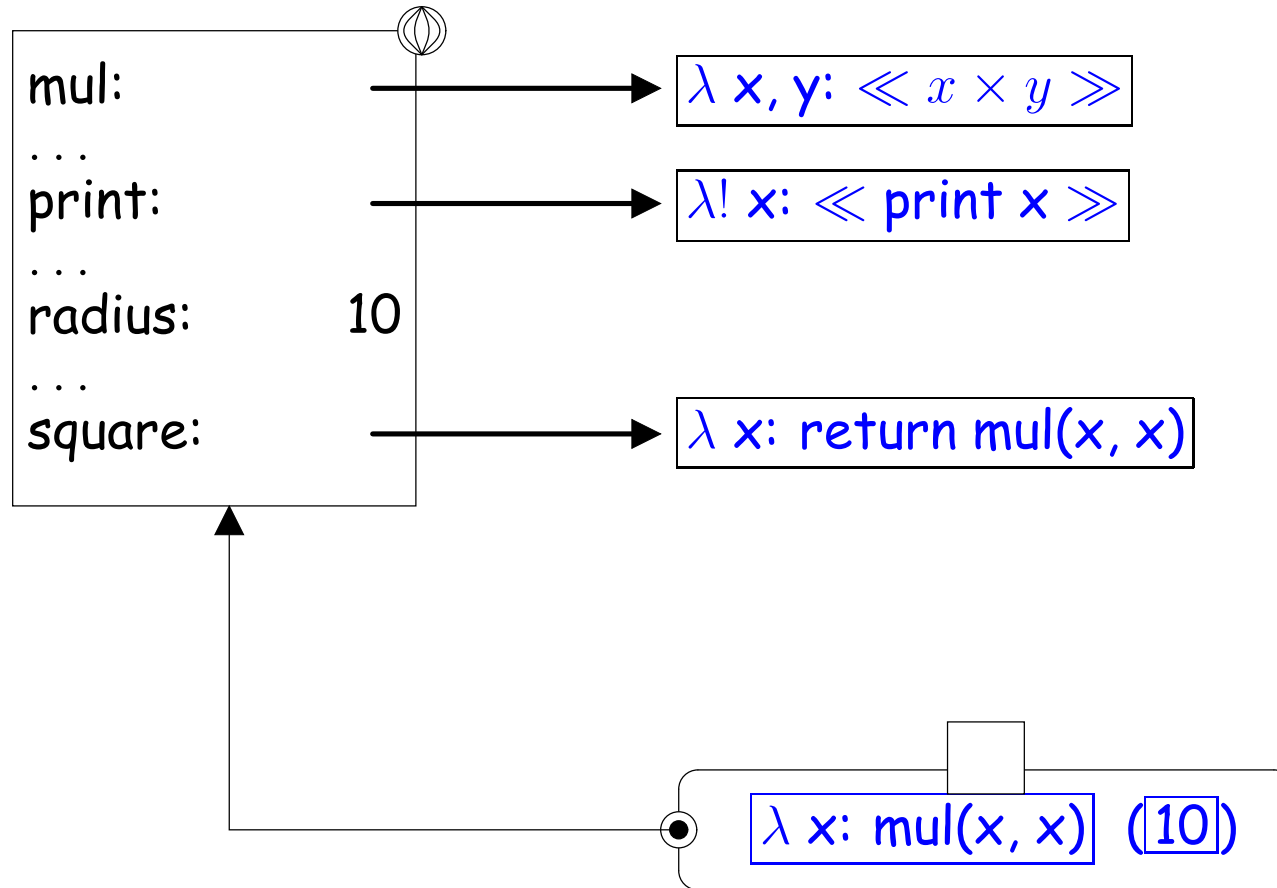 mul: λ x, y: ≪ x × y ≫
. . .
print: λ! x: ≪ print x ≫
. . .
radius: 10
. . .
square: λ x: return mul(x, x)
λ x: mul(x, x) (10)